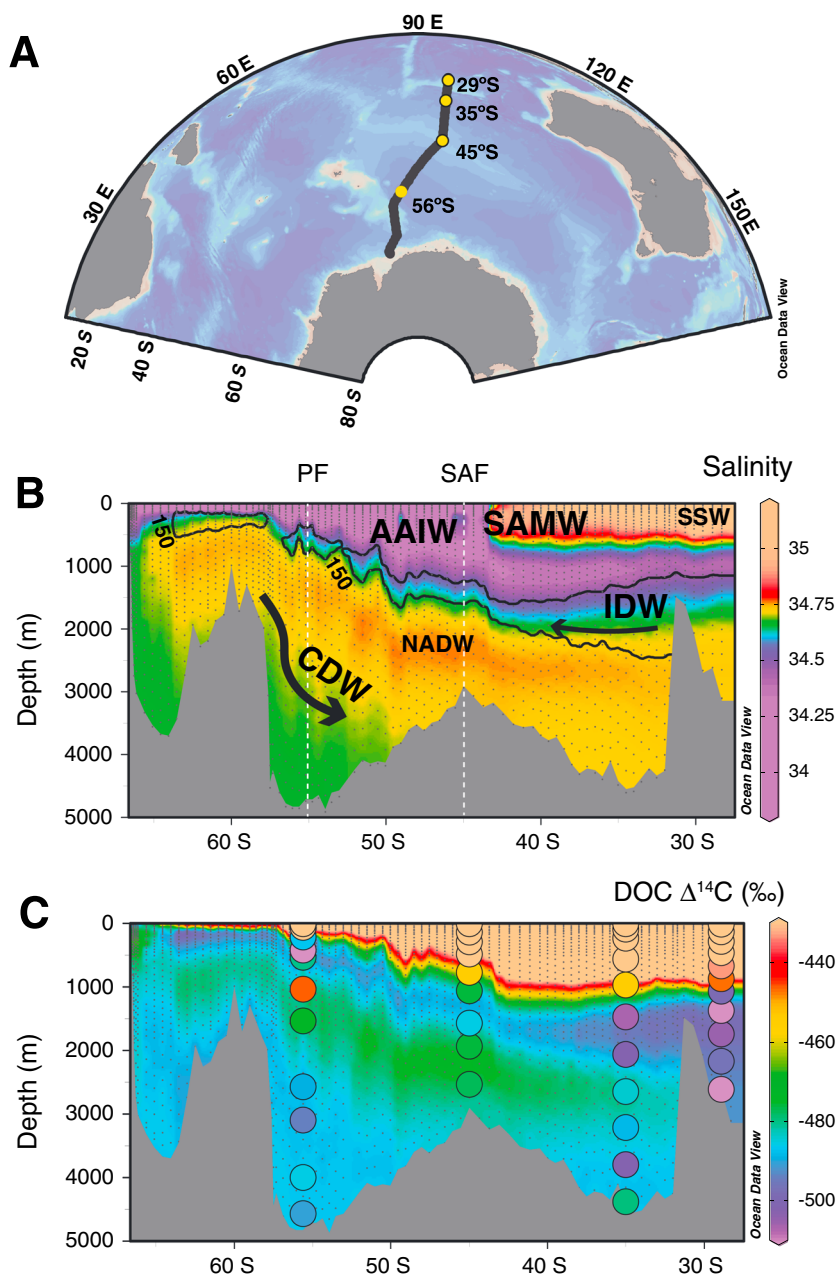 A
90 E
60 E
120 E
29ºS
35ºS
45ºS
56ºS
30 E
150E
20 S
40 S
60 S
80 S
Ocean Data View
B
PF
SAF
Salinity
0
1000
2000
3000
4000
5000
Depth (m)
150
150
AAIW
SAMW
SSW
IDW
NADW
CDW
Ocean Data View
35
34.75
34.5
34.25
34
60 S
50 S
40 S
30 S
C
DOC Δ¹⁴C (‰)
0
1000
2000
3000
4000
5000
Depth (m)
Ocean Data View
-440
-460
-480
-500
60 S
50 S
40 S
30 S